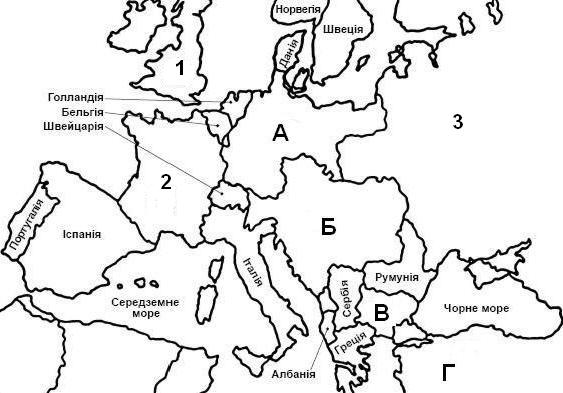 Норвегія
Швеція
Данія
1
Голландія
Бельгія
Швейцарія
А
3
2
Португалія
Іспанія
Б
Італія
Румунія
Сербія
Середземне
море
В
Чорне море
Греція
Албанія
Г